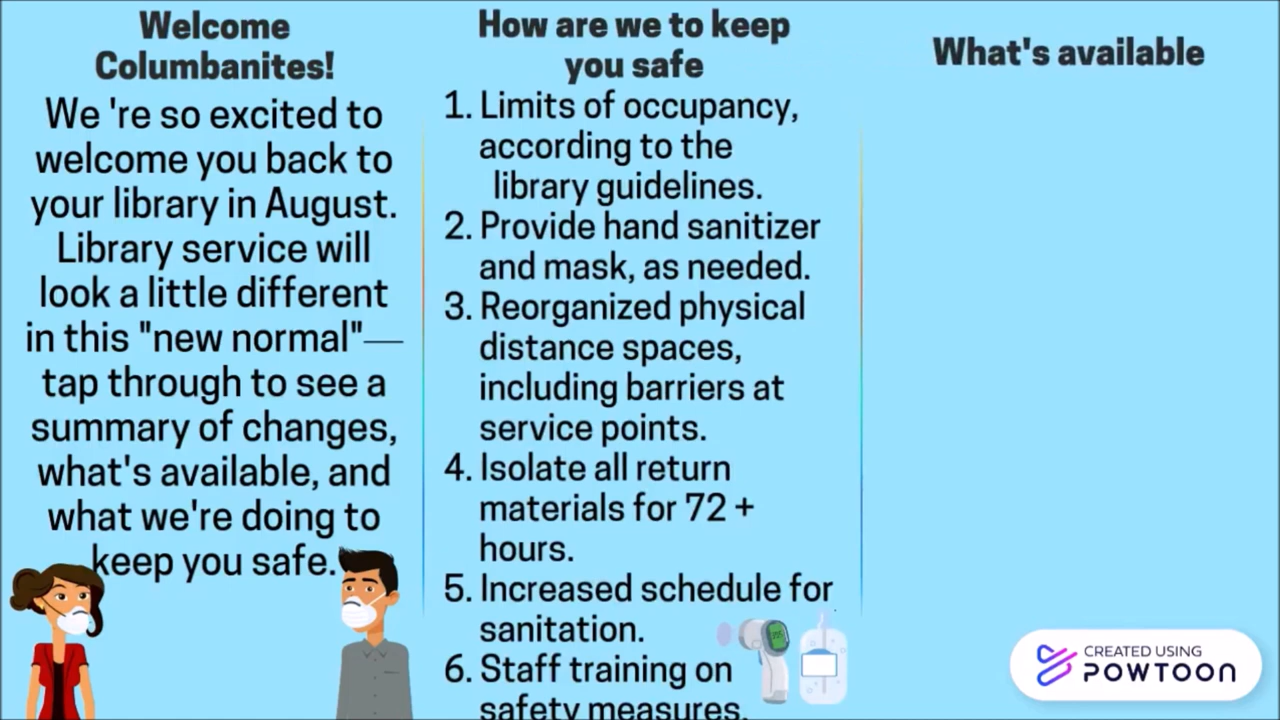 Welcome
Columbanites!
We 're so excited to
welcome you back to
your library in August.
Library service will
look a little different
in this "new normal"—
tap through to see a
summary of changes,
what's available, and
what we're doing to
keep you safe.
How are we to keep
you safe
1. Limits of occupancy,
according to the
library guidelines.
2. Provide hand sanitizer
and mask, as needed.
3. Reorganized physical
distance spaces,
including barriers at
service points.
4. Isolate all return
materials for 72 +
hours.
5. Increased schedule for
sanitation.
6. Staff training on
safety measures.
What's available
CREATED USING
POWTOON